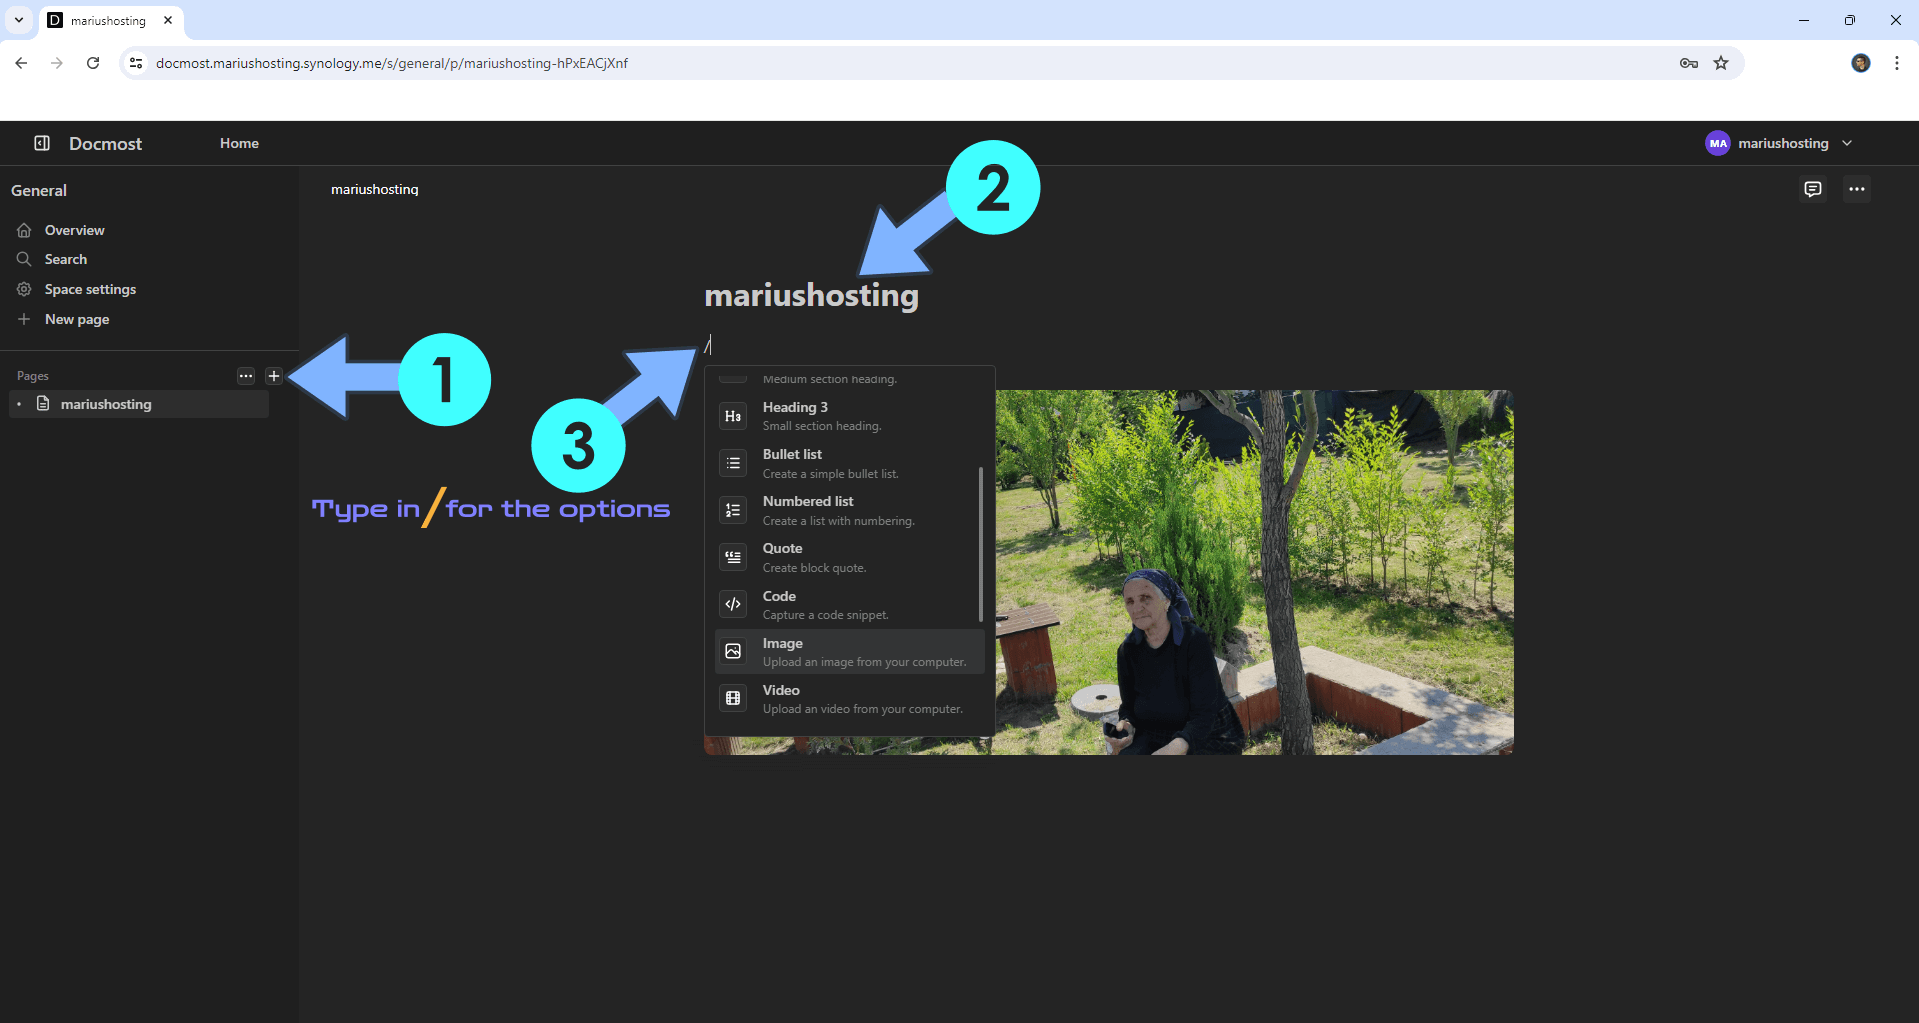 mariushosting
docmost.mariushosting.synology.me/s/general/p/mariushosting-hPxEACjXnf
Docmost
Home
MA mariushosting
General
mariushosting
Overview
Search
Space settings
New page
Pages
mariushosting
1
2
3
Type in / for the options
mariushosting
/
Medium section heading.
H3 Heading 3
Small section heading.
Bullet list
Create a simple bullet list.
Numbered list
Create a list with numbering.
Quote
Create block quote.
Code
Capture a code snippet.
Image
Upload an image from your computer.
Video
Upload an video from your computer.